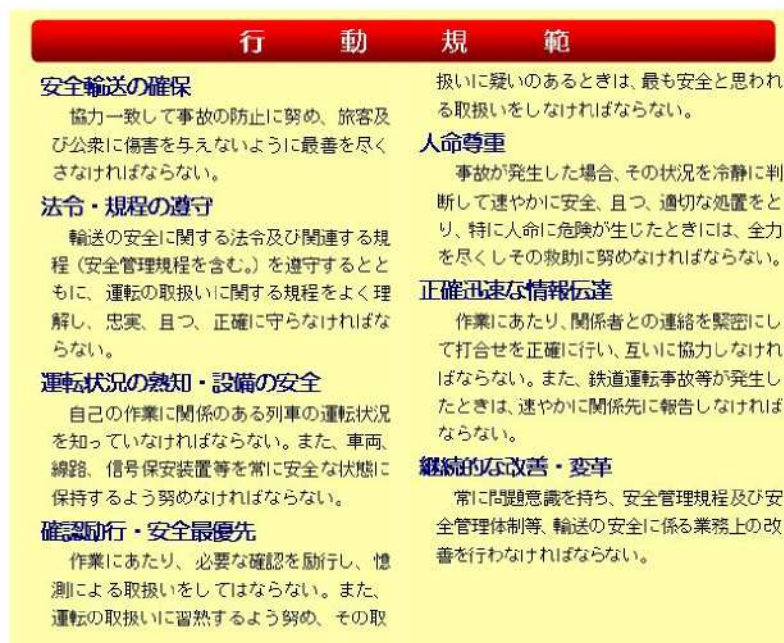 行動規範
安全輸送の確保
協力一致して事故の防止に努め、旅客及
び公衆に傷害を与えないように最善を尽く
さなければならない。
法令・規程の遵守
輸送の安全に関する法令及び関連する規
程（安全管理規程を含む。）を遵守するとと
もに、運転の取扱いに関する規程をよく理
解し、忠実、且つ、正確に守らなければな
らない。
運転状況の熟知・設備の安全
自己の作業に関係のある列車の運転状況
を知っていなければならない。また、車両、
線路、信号保安装置等を常に安全な状態に
保持するよう努めなければならない。
確認励行・安全最優先
作業にあたり、必要な確認を励行し、憶
測による取扱いをしてはならない。また、
運転の取扱いに習熟するよう努め、その取
扱いに疑いのあるときは、最も安全と思われ
る取扱いをしなければならない。
人命尊重
事故が発生した場合、その状況を冷静に判
断して速やかに安全、且つ、適切な処置をと
り、特に人命に危険が生じたときには、全力
を尽くしその救助に努めなければならない。
正確迅速な情報伝達
作業にあたり、関係者との連絡を緊密にし
て打合せを正確に行い、互いに協力しなけれ
ばならない。また、鉄道運転事故等が発生し
たときは、速やかに関係先に報告しなければ
ならない。
継続的な改善・変革
常に問題意識を持ち、安全管理規程及び安
全管理体制等、輸送の安全に係る業務上の改
善を行わなければならない。